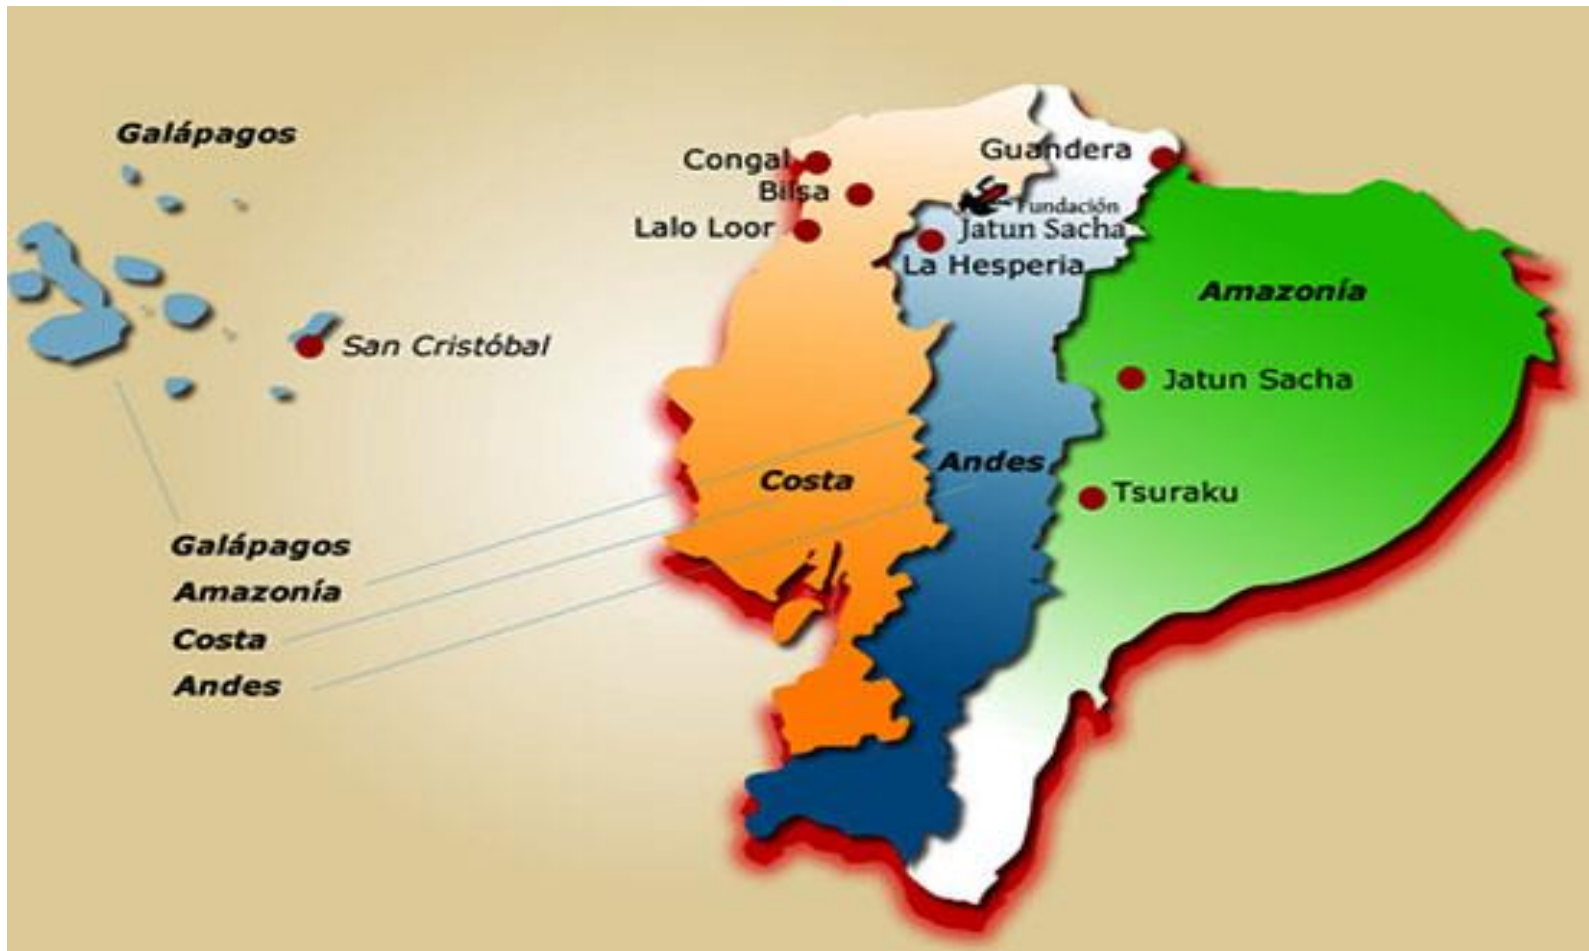 Galápagos
Congal
Guandera
Bilsa
Fundación
Lalo Loor
Jatun Sacha
La Hesperia
Amazonía
San Cristóbal
Jatun Sacha
Costa
Andes
Tsuraku
Galápagos
Amazonía
Costa
Andes